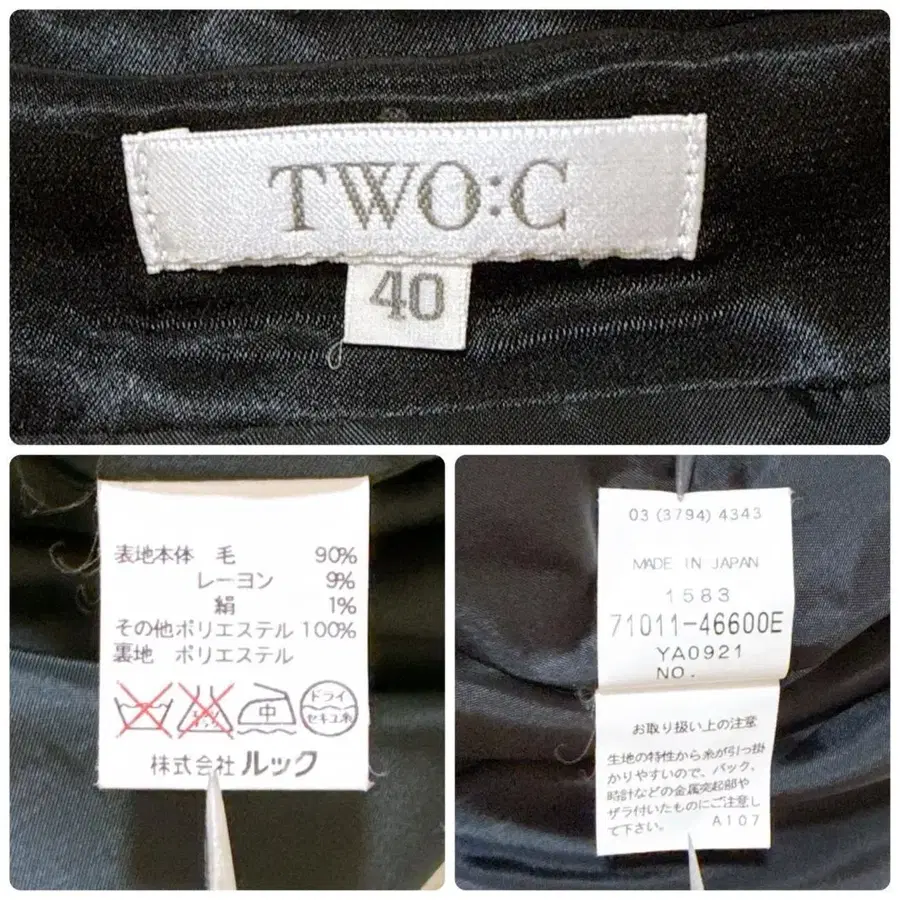 TWO:C
40
表地本体 毛 90%
レーヨン 9%
絹 1%
その他ポリエステル 100%
裏地 ポリエステル
中
ドライ
セキユ系
株式会社 ルック
03 (3794) 4343
MADE IN JAPAN
1583
71011-46600E
YA0921
NO.
お取り扱い上の注意
生地の特性から糸が引っ掛
かりやすいので、バック、
時計などの金属突起部や
ザラ付いたものにご注意し
て下さい。 A107